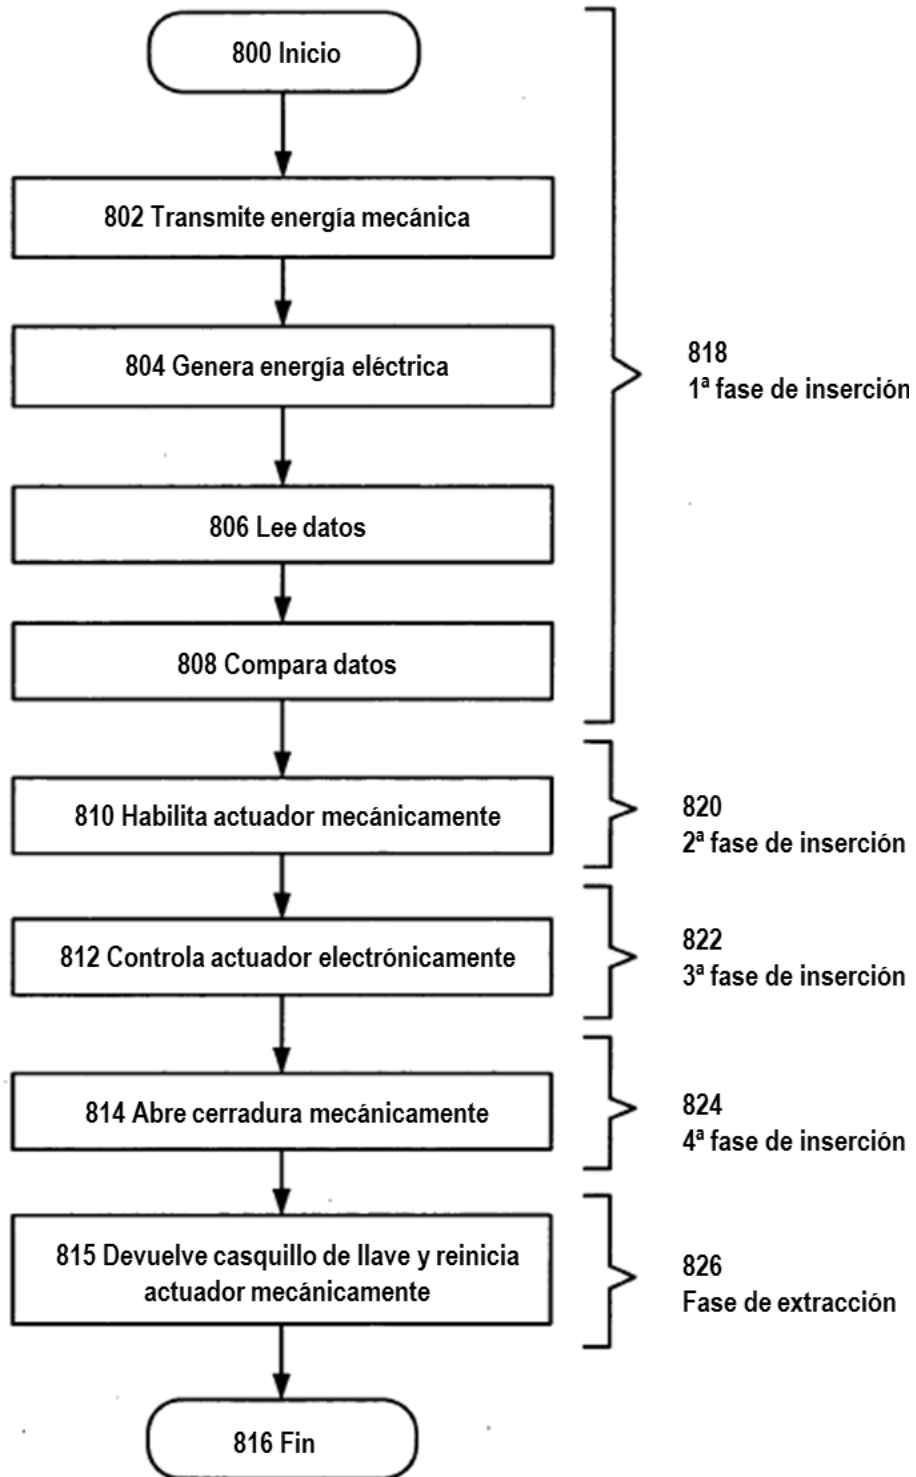 800 Inicio
802 Transmite energía mecánica
804 Genera energía eléctrica
818
1ª fase de inserción
806 Lee datos
808 Compara datos
810 Habilita actuador mecánicamente
820
2ª fase de inserción
812 Controla actuador electrónicamente
822
3ª fase de inserción
814 Abre cerradura mecánicamente
824
4ª fase de inserción
815 Devuelve casquillo de llave y reinicia
actuador mecánicamente
826
Fase de extracción
816 Fin